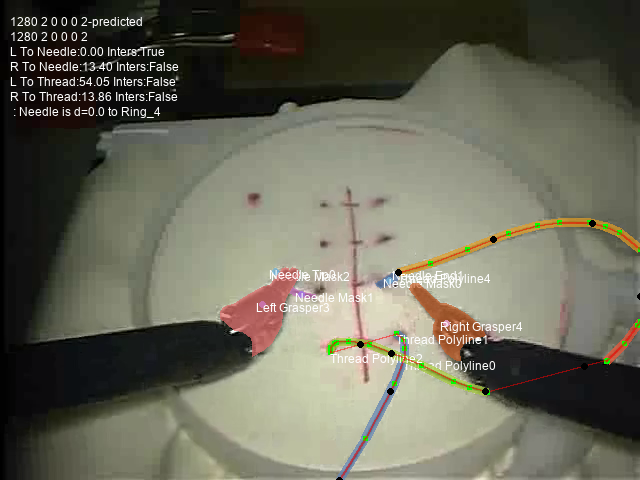 1280 2 0 0 0 2-predicted
1280 2 0 0 0 2
L To Needle:0.00 Inters:True
R To Needle:13.40 Inters:False
L To Thread:54.05 Inters:False
R To Thread:13.86 Inters:False
: Needle is d=0.0 to Ring_4
Needle Mask2
Needle End1
Polyline4
Needle Mask0
Needle Mask1
Left Grasper3
Right Grasper4
Thread Polyline1
Thread Polyline2
Thread Polyline0